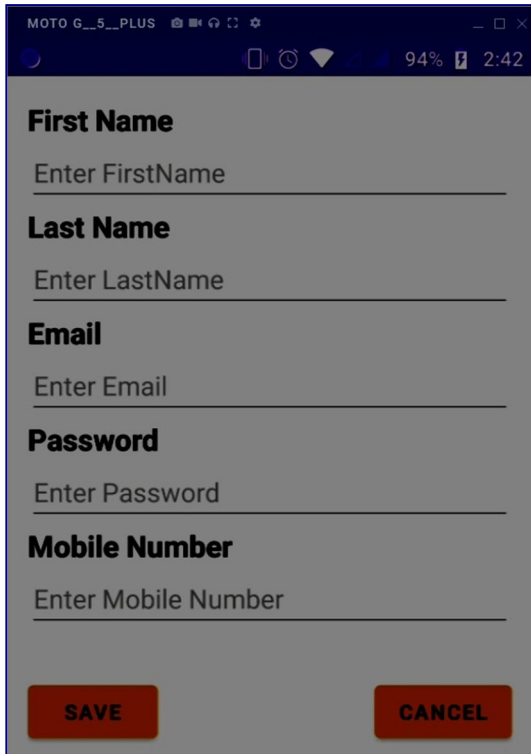 MOTO G__5__PLUS
94% 2:42
First Name
Enter FirstName
Last Name
Enter LastName
Email
Enter Email
Password
Enter Password
Mobile Number
Enter Mobile Number
SAVE CANCEL